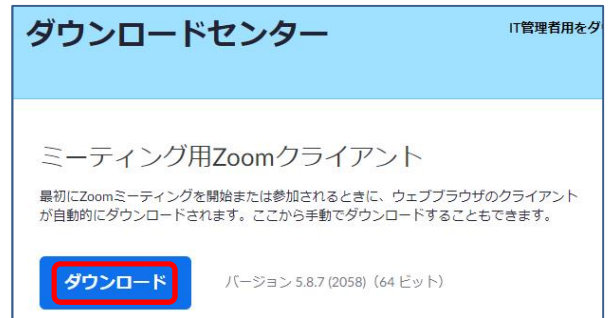 ダウンロードセンター
IT管理者用をダ
ミーティング用Zoomクライアント
最初にZoomミーティングを開始または参加されるときに、ウェブブラウザのクライアント
が自動的にダウンロードされます。ここから手動でダウンロードすることもできます。
ダウンロード
バージョン 5.8.7 (2058)（64 ビット）